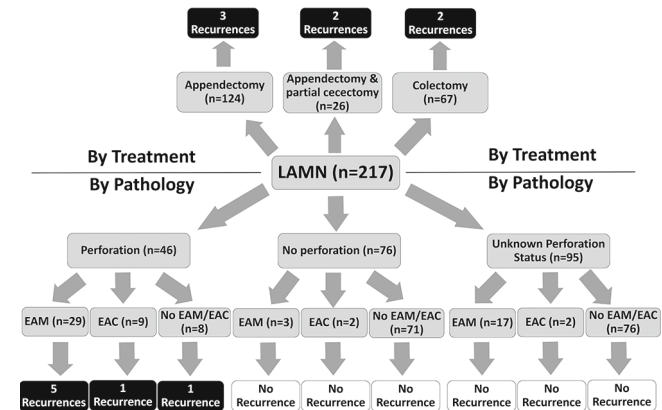 3
Recurrences
2
Recurrences
2
Recurrences
Appendectomy
(n=124)
Appendectomy &
partial cecectomy
(n=26)
Colectomy
(n=67)
By Treatment
LAMN (n=217)
By Treatment
By Pathology
By Pathology
Perforation (n=46)
No perforation (n=76)
Unknown Perforation
Status (n=95)
EAM (n=29)
EAC (n=9)
No EAM/EAC
(n=8)
EAM (n=3)
EAC (n=2)
No EAM/EAC
(n=71)
EAM (n=17)
EAC (n=2)
No EAM/EAC
(n=76)
5
Recurrences
1
Recurrence
1
Recurrence
No
Recurrence
No
Recurrence
No
Recurrence
No
Recurrence
No
Recurrence
No
Recurrence